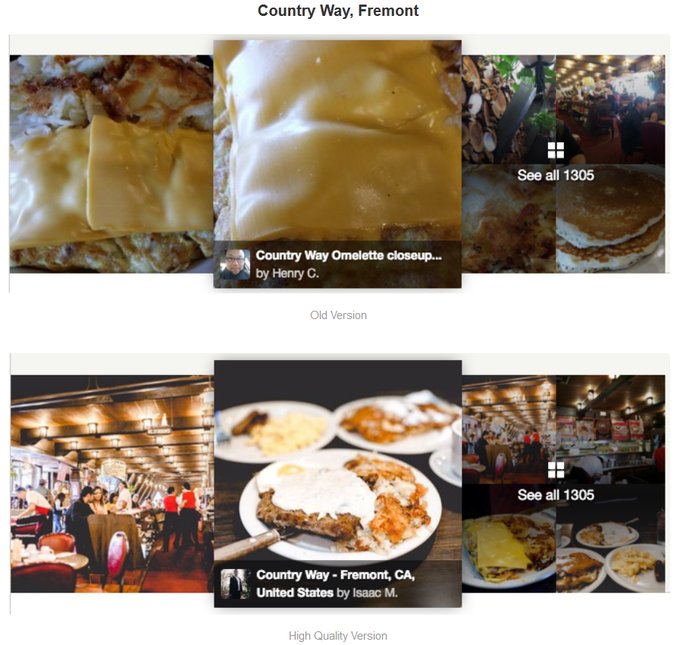 Country Way, Fremont
See all 1305
Country Way Omelette closeup...
by Henry C.
Old Version
See all 1305
Country Way - Fremont, CA,
United States by Isaac M.
High Quality Version